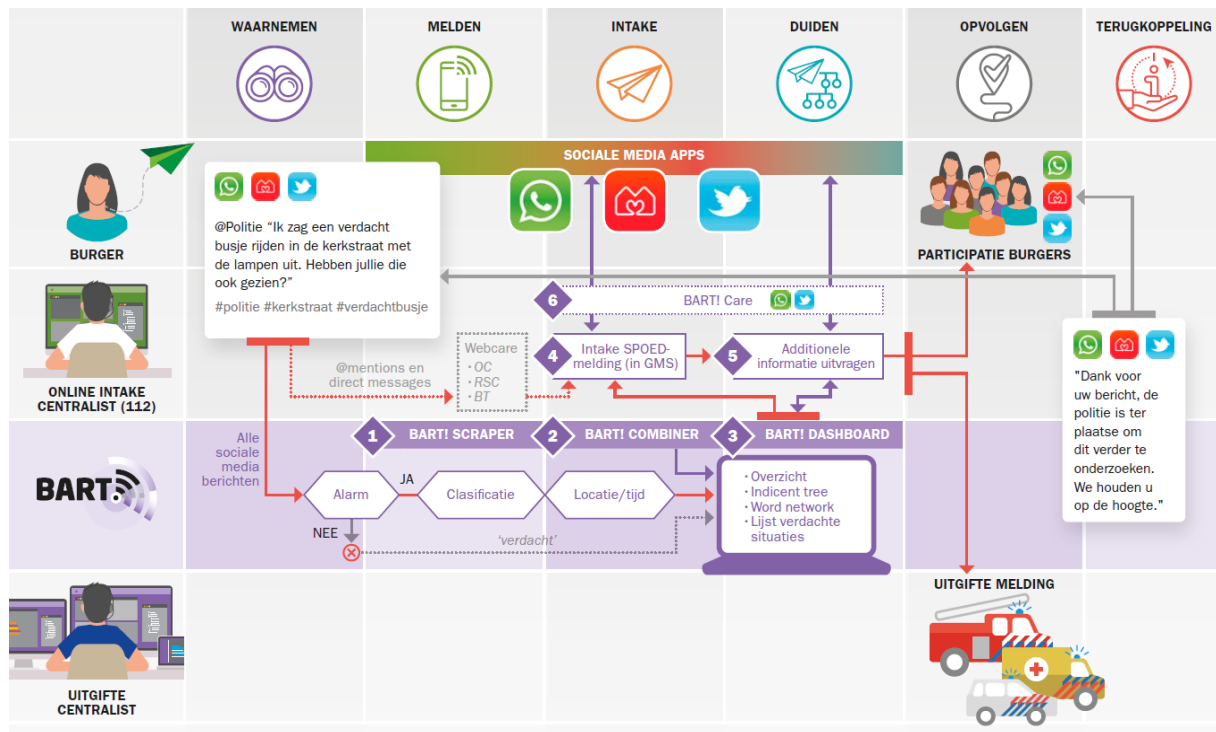 WAARNEMEN
MELDEN
INTAKE
DUIDEN
OPVOLGEN
TERUGKOPPELING
SOCIALE MEDIA APPS
BURGER
@Politie “Ik zag een verdacht
busje rijden in de kerkstraat met
de lampen uit. Hebben jullie die
ook gezien?”
#politie #kerkstraat #verdachtbusje
PARTICIPATIE BURGERS
ONLINE INTAKE
CENTRALIST (112)
6
BART! Care
@mentions en
direct messages
Webcare
· OC
· RSC
· BT
4
Intake SPOED-
melding (in GMS)
5
Additionele
informatie uitvragen
"Dank voor
uw bericht, de
politie is ter
plaatse om
dit verder te
onderzoeken.
We houden u
op de hoogte."
BART!
Alle
sociale
media
berichten
1
BART! SCRAPER
2
BART! COMBINER
3
BART! DASHBOARD
Alarm
JA
Clasificatie
Locatie/tijd
· Overzicht
· Indicent tree
· Word network
· Lijst verdachte
situaties
NEE
‘verdacht’
UITGIFTE
CENTRALIST
UITGIFTE MELDING